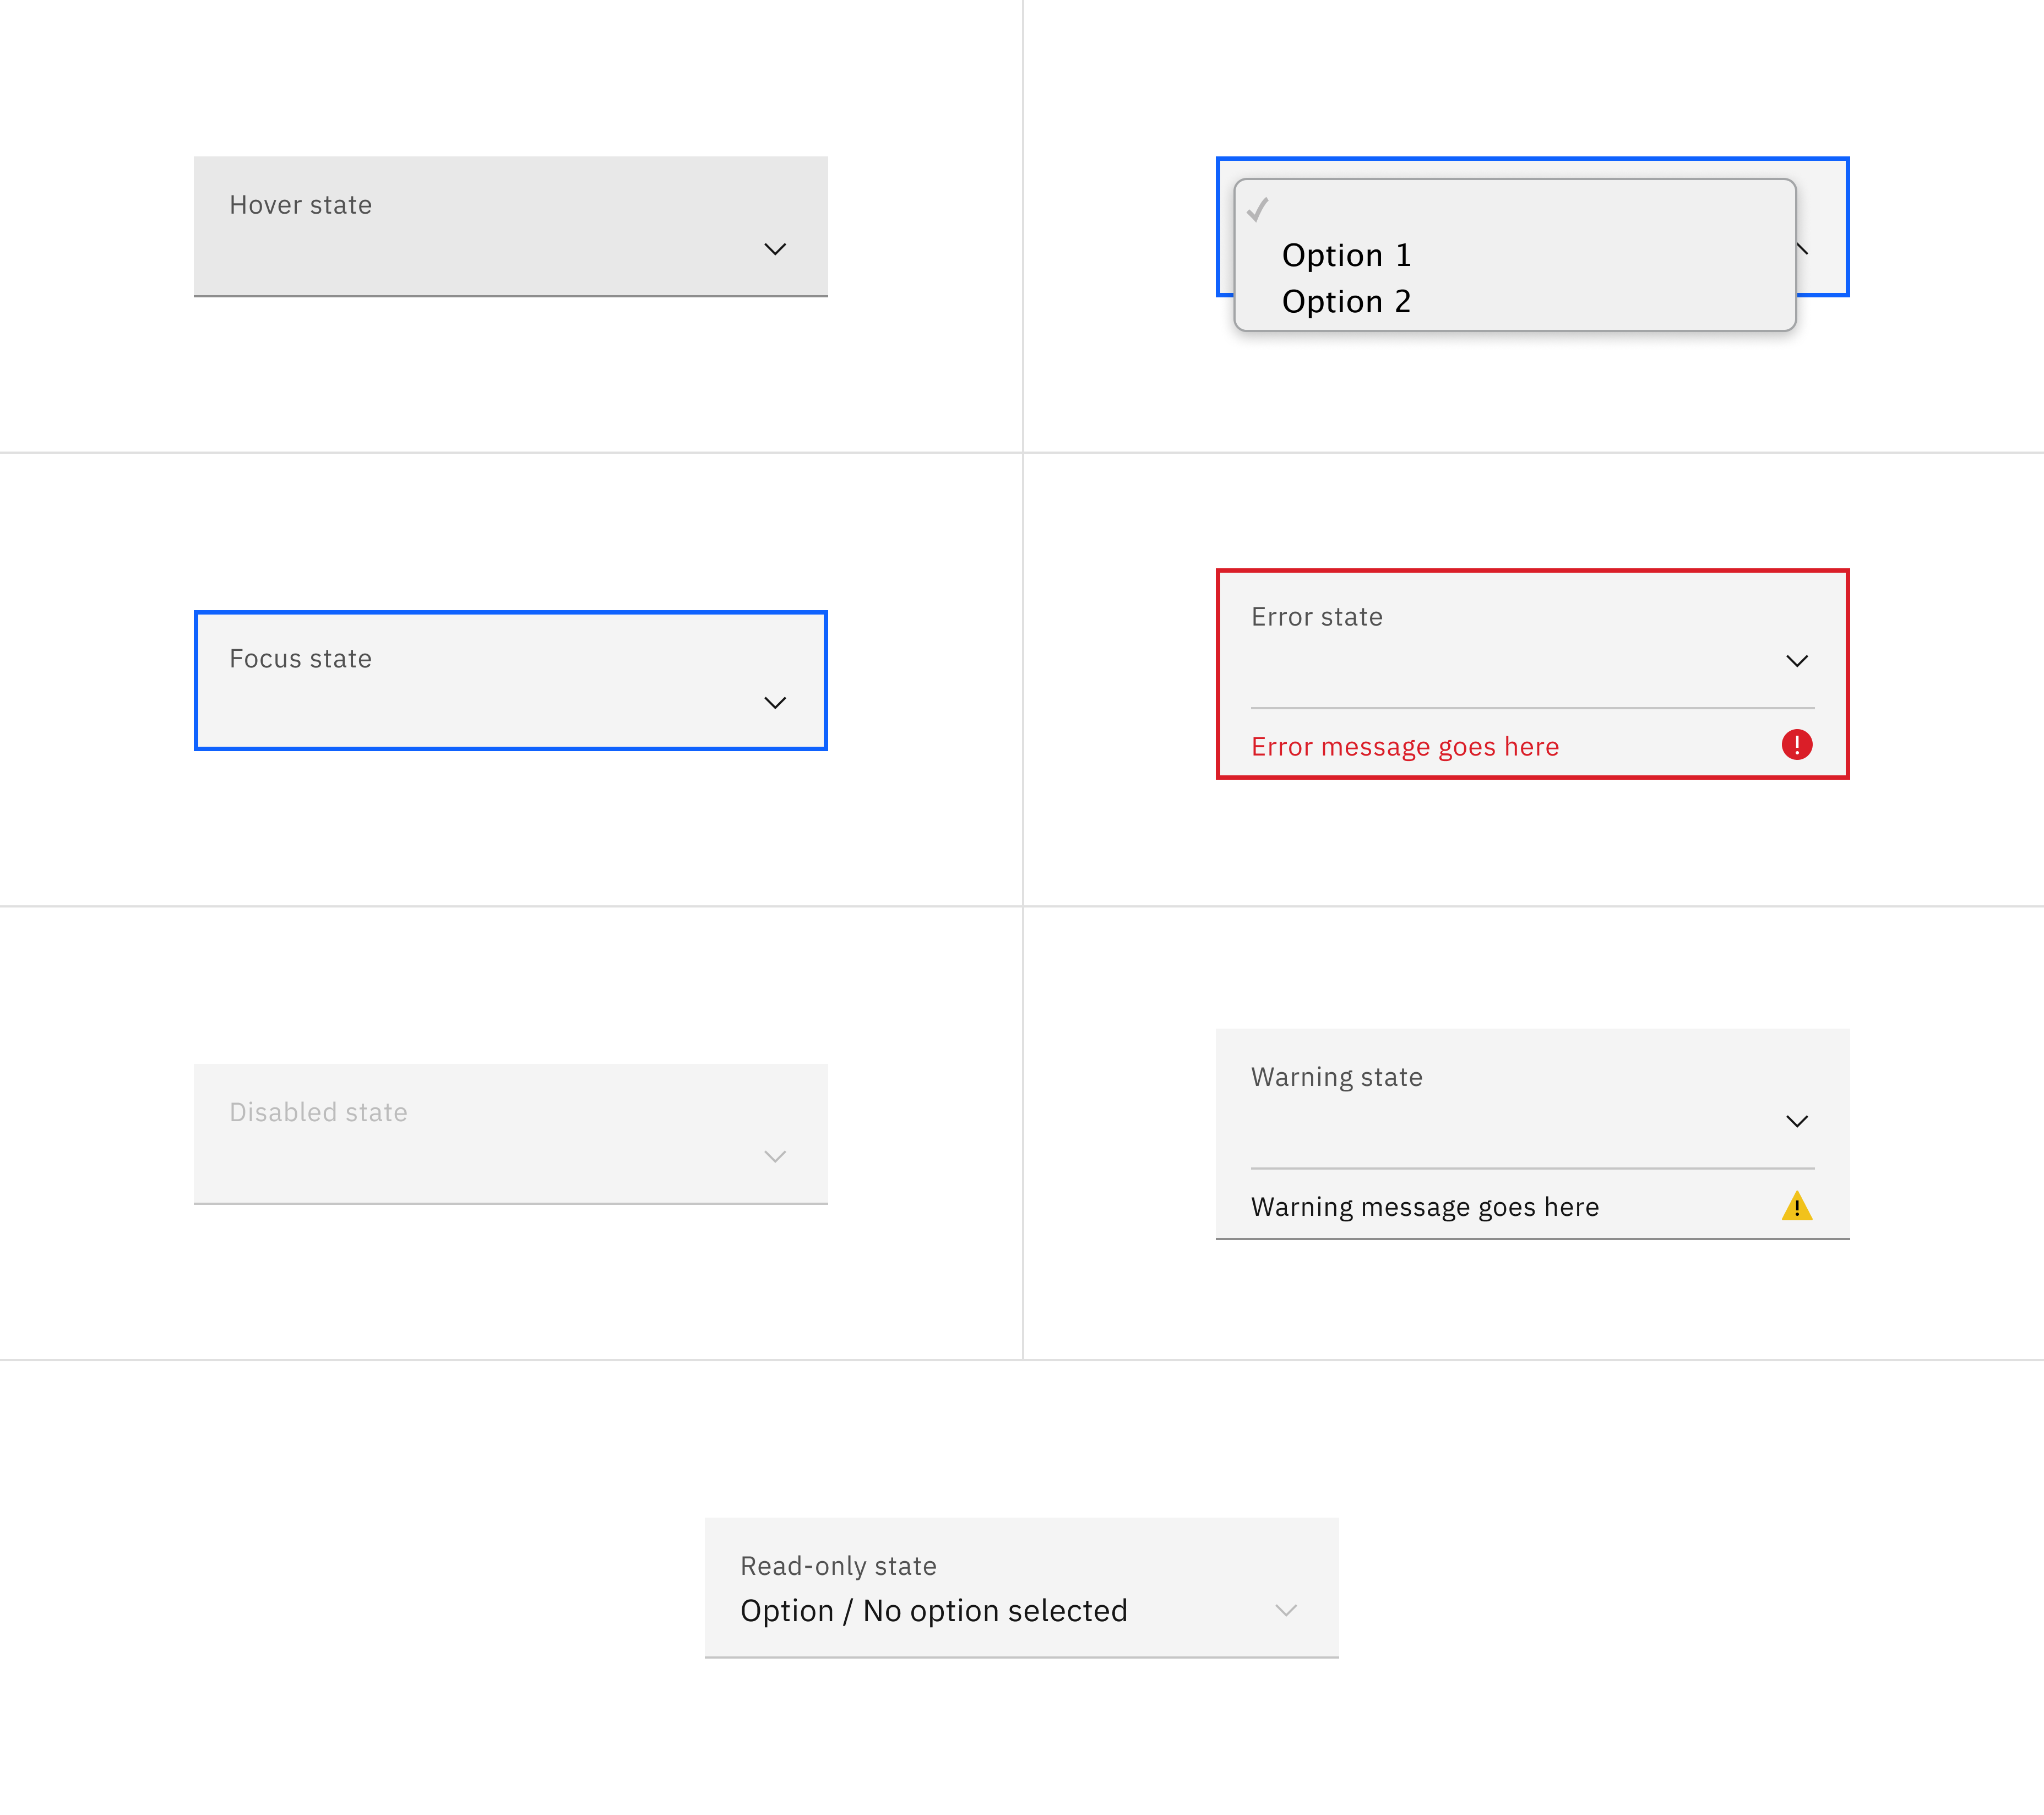 Hover state
Option 1
Option 2
Focus state
Error state
Error message goes here
Disabled state
Warning state
Warning message goes here
Read-only state
Option / No option selected